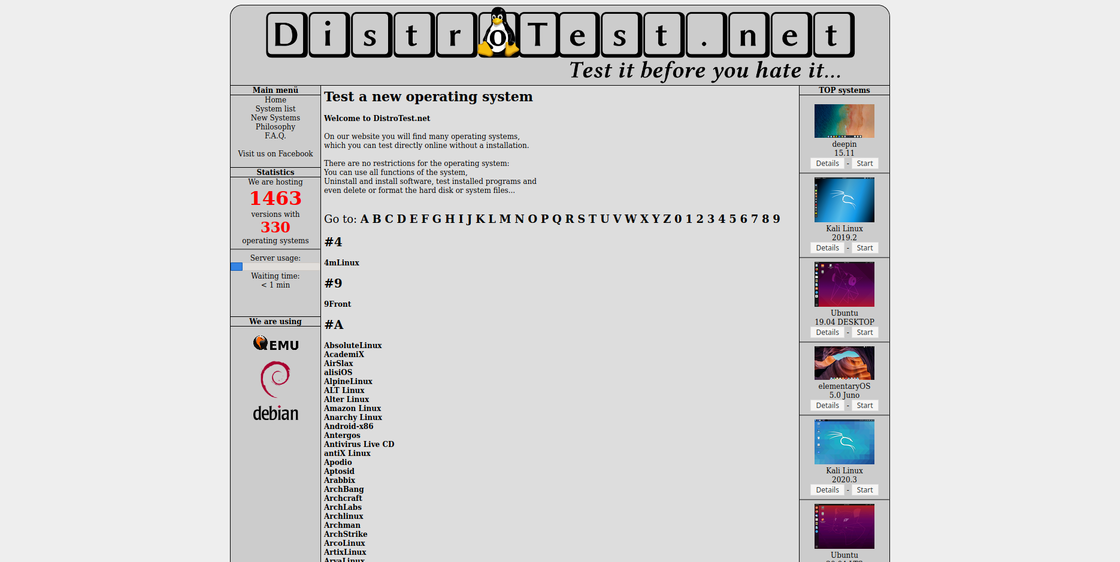 DistroTest.net
Test it before you hate it...
Main menü
Home
System list
New Systems
Philosophy
F.A.Q.
Visit us on Facebook
Statistics
We are hosting
1463
versions with
330
operating systems
Server usage:
Waiting time:
< 1 min
We are using
QEMU
debian
Test a new operating system
Welcome to DistroTest.net
On our website you will find many operating systems,
which you can test directly online without a installation.
There are no restrictions for the operating system:
You can use all functions of the system,
Uninstall and install software, test installed programs and
even delete or format the hard disk or system files...
Go to: A B C D E F G H I J K L M N O P Q R S T U V W X Y Z 0 1 2 3 4 5 6 7 8 9
#4
4mLinux
#9
9Front
#A
AbsoluteLinux
AcademiX
AirSlax
alisiOS
AlpineLinux
ALT Linux
Alter Linux
Amazon Linux
Anarchy Linux
Android-x86
Antergos
Antivirus Live CD
antiX Linux
Apodio
Aptosid
Arabbix
ArchBang
Archcraft
ArchLabs
Archlinux
Archman
ArchStrike
ArcoLinux
ArtixLinux
AryaLinux
TOP systems
deepin
15.11
Details - Start
Kali Linux
2019.2
Details - Start
Ubuntu
19.04 DESKTOP
Details - Start
elementaryOS
5.0 Juno
Details - Start
Kali Linux
2020.3
Details - Start
Ubuntu